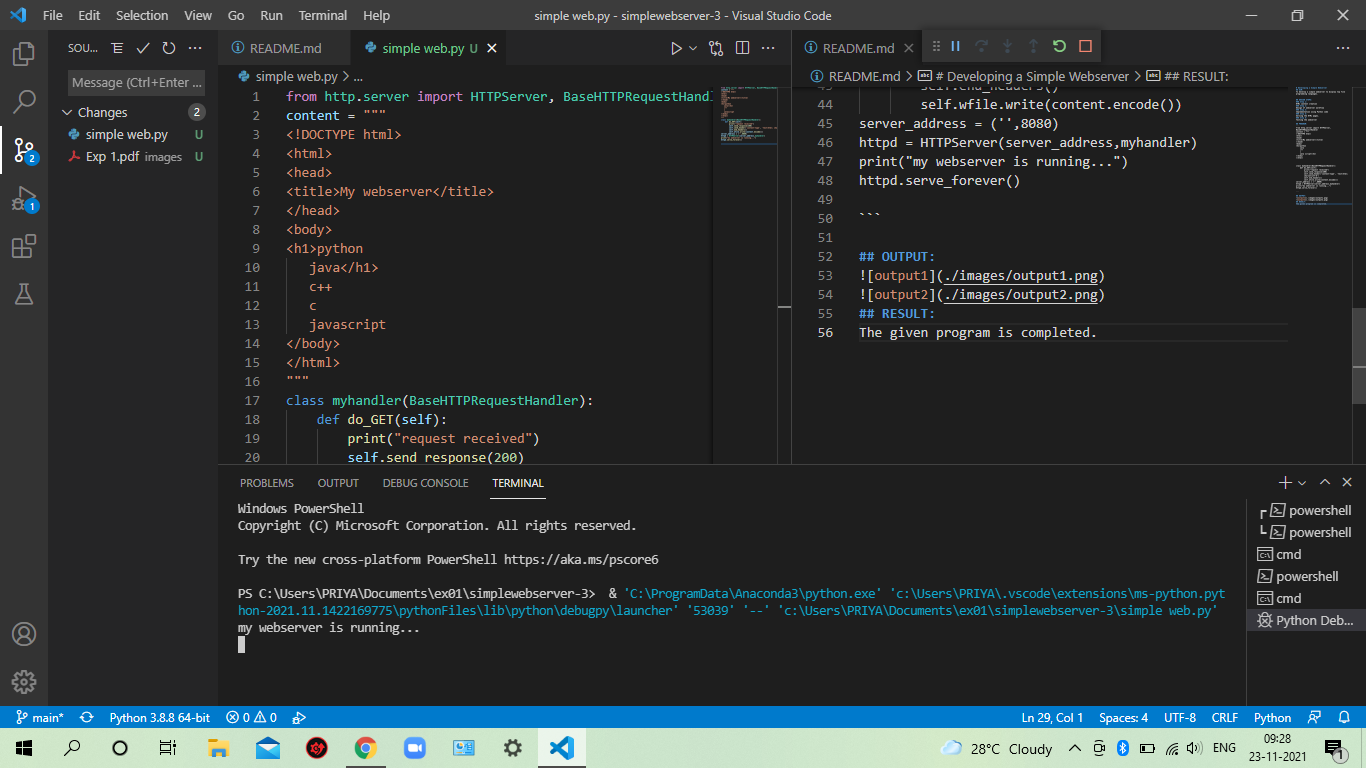 File Edit Selection View Go Run Terminal Help simple web.py - simplewebserver-3 - Visual Studio Code
SOU...
Message (Ctrl+Enter ...
Changes 2
simple web.py U
Exp 1.pdf images U
2
1
README.md simple web.py U
simple web.py > ...
1 from http.server import HTTPServer, BaseHTTPRequestHandl
2 content = """
3 <!DOCTYPE html>
4 <html>
5 <head>
6 <title>My webserver</title>
7 </head>
8 <body>
9 <h1>python
10 java</h1>
11 c++
12 c
13 javascript
14 </body>
15 </html>
16 """
17 class myhandler(BaseHTTPRequestHandler):
18 def do_GET(self):
19 print("request received")
20 self.send_response(200)
README.md
README.md > # Developing a Simple Webserver > ## RESULT:
43 self.end_headers()
44 self.wfile.write(content.encode())
45 server_address = ('',8080)
46 httpd = HTTPServer(server_address,myhandler)
47 print("my webserver is running...")
48 httpd.serve_forever()
49
50 ```
51
52 ## OUTPUT:
53 ![output1](./images/output1.png)
54 ![output2](./images/output2.png)
55 ## RESULT:
56 The given program is completed.
PROBLEMS OUTPUT DEBUG CONSOLE TERMINAL
Windows PowerShell
Copyright (C) Microsoft Corporation. All rights reserved.
Try the new cross-platform PowerShell https://aka.ms/pscore6
PS C:\Users\PRIYA\Documents\ex01\simplewebserver-3> & 'C:\ProgramData\Anaconda3\python.exe' 'c:\Users\PRIYA\.vscode\extensions\ms-python.pyt
hon-2021.11.1422169775\pythonFiles\lib\python\debugpy\launcher' '53039' '--' 'c:\Users\PRIYA\Documents\ex01\simplewebserver-3\simple web.py'
my webserver is running...
powershell
powershell
cmd
powershell
cmd
Python Deb...
main* Python 3.8.8 64-bit 0 0 Ln 29, Col 1 Spaces: 4 UTF-8 CRLF Python
28°C Cloudy ENG 09:28
23-11-2021
1